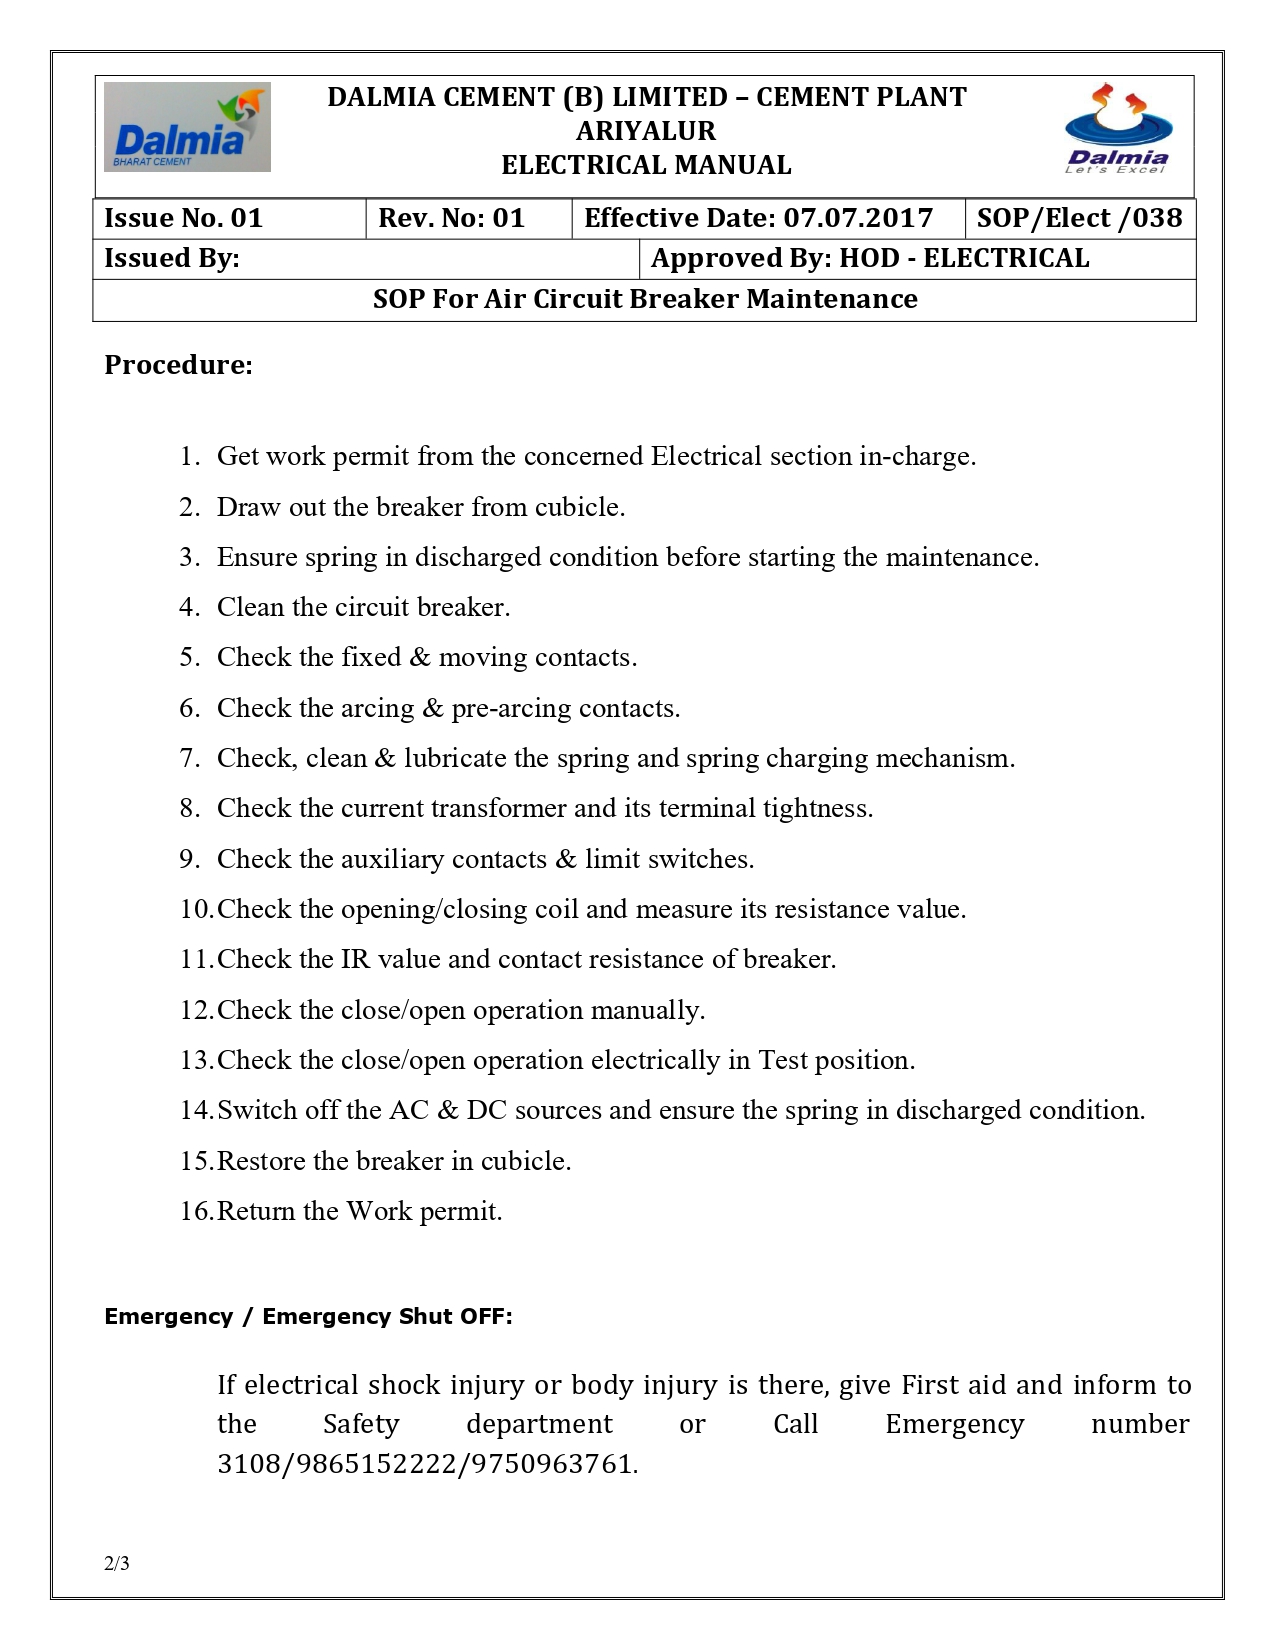 Dalmia
BHARAT CEMENT
DALMIA CEMENT (B) LIMITED – CEMENT PLANT
ARIYALUR
ELECTRICAL MANUAL
Dalmia
Let's Excel
Issue No. 01 Rev. No: 01 Effective Date: 07.07.2017 SOP/Elect /038
Issued By: Approved By: HOD - ELECTRICAL
SOP For Air Circuit Breaker Maintenance
Procedure:
1. Get work permit from the concerned Electrical section in-charge.
2. Draw out the breaker from cubicle.
3. Ensure spring in discharged condition before starting the maintenance.
4. Clean the circuit breaker.
5. Check the fixed & moving contacts.
6. Check the arcing & pre-arcing contacts.
7. Check, clean & lubricate the spring and spring charging mechanism.
8. Check the current transformer and its terminal tightness.
9. Check the auxiliary contacts & limit switches.
10. Check the opening/closing coil and measure its resistance value.
11. Check the IR value and contact resistance of breaker.
12. Check the close/open operation manually.
13. Check the close/open operation electrically in Test position.
14. Switch off the AC & DC sources and ensure the spring in discharged condition.
15. Restore the breaker in cubicle.
16. Return the Work permit.
Emergency / Emergency Shut OFF:
If electrical shock injury or body injury is there, give First aid and inform to
the Safety department or Call Emergency number
3108/9865152222/9750963761.
2/3